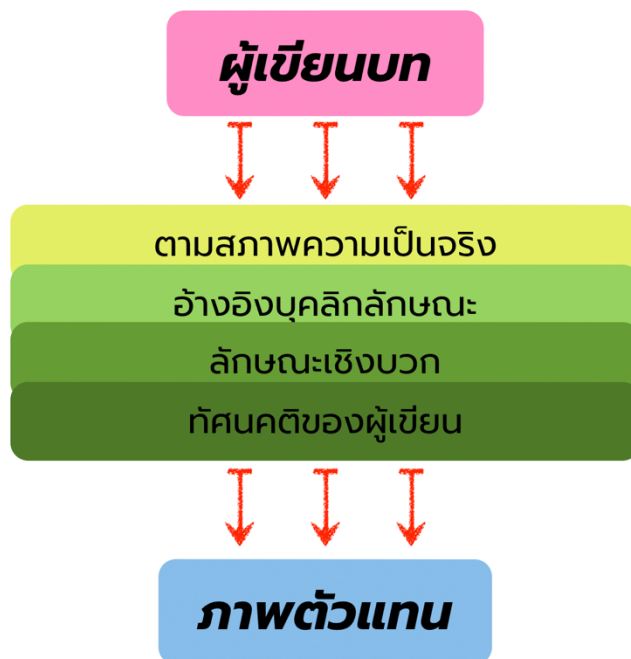 ผู้เขียนบท
ตามสภาพความเป็นจริง
อ้างอิงบุคลิกลักษณะ
ลักษณะเชิงบวก
ทัศนคติของผู้เขียน
ภาพตัวแทน